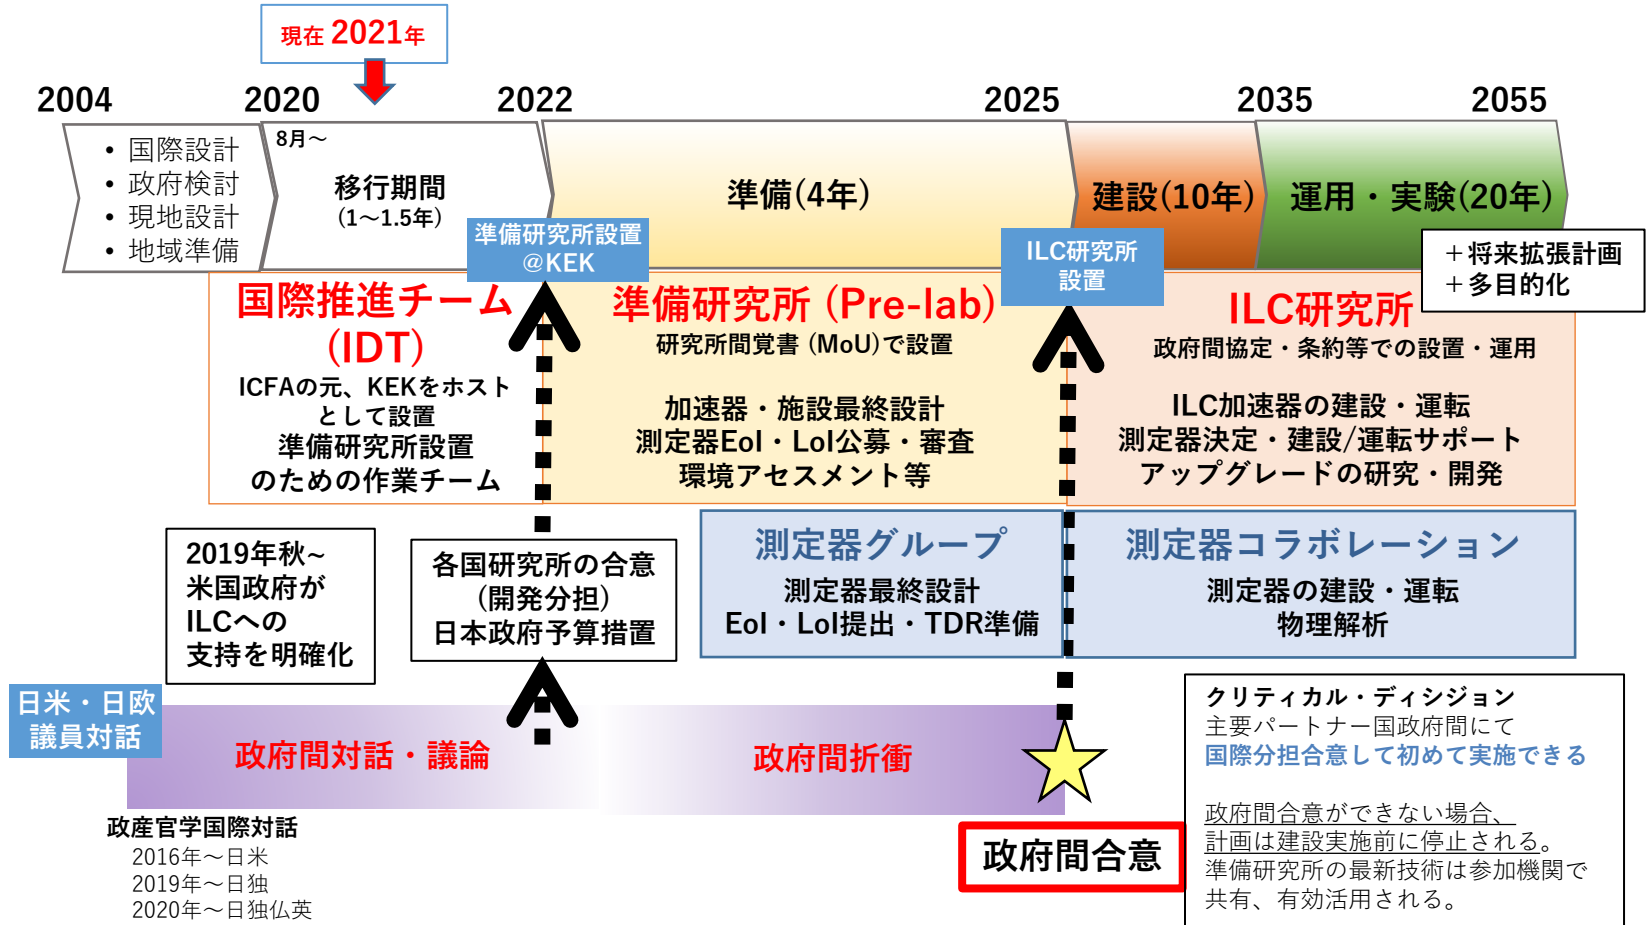 現在 2021年
2004
2020
2022
2025
2035
2055
• 国際設計
• 政府検討
• 現地設計
• 地域準備
8月～
移行期間
(1～1.5年)
準備(4年)
建設(10年)
運用・実験(20年)
準備研究所設置
@KEK
ILC研究所
設置
＋将来拡張計画
＋多目的化
国際推進チーム
(IDT)
ICFAの元、KEKをホスト
として設置
準備研究所設置
のための作業チーム
準備研究所 (Pre-lab)
研究所間覚書 (MoU)で設置
加速器・施設最終設計
測定器EoI・LoI公募・審査
環境アセスメント等
ILC研究所
政府間協定・条約等での設置・運用
ILC加速器の建設・運転
測定器決定・建設/運転サポート
アップグレードの研究・開発
2019年秋~
米国政府が
ILCへの
支持を明確化
各国研究所の合意
(開発分担)
日本政府予算措置
測定器グループ
測定器最終設計
EoI・LoI提出・TDR準備
測定器コラボレーション
測定器の建設・運転
物理解析
日米・日欧
議員対話
政府間対話・議論
政府間折衝
政産官学国際対話
2016年～日米
2019年～日独
2020年～日独仏英
政府間合意
クリティカル・ディシジョン
主要パートナー国政府間にて
国際分担合意して初めて実施できる
政府間合意ができない場合、
計画は建設実施前に停止される。
準備研究所の最新技術は参加機関で
共有、有効活用される。